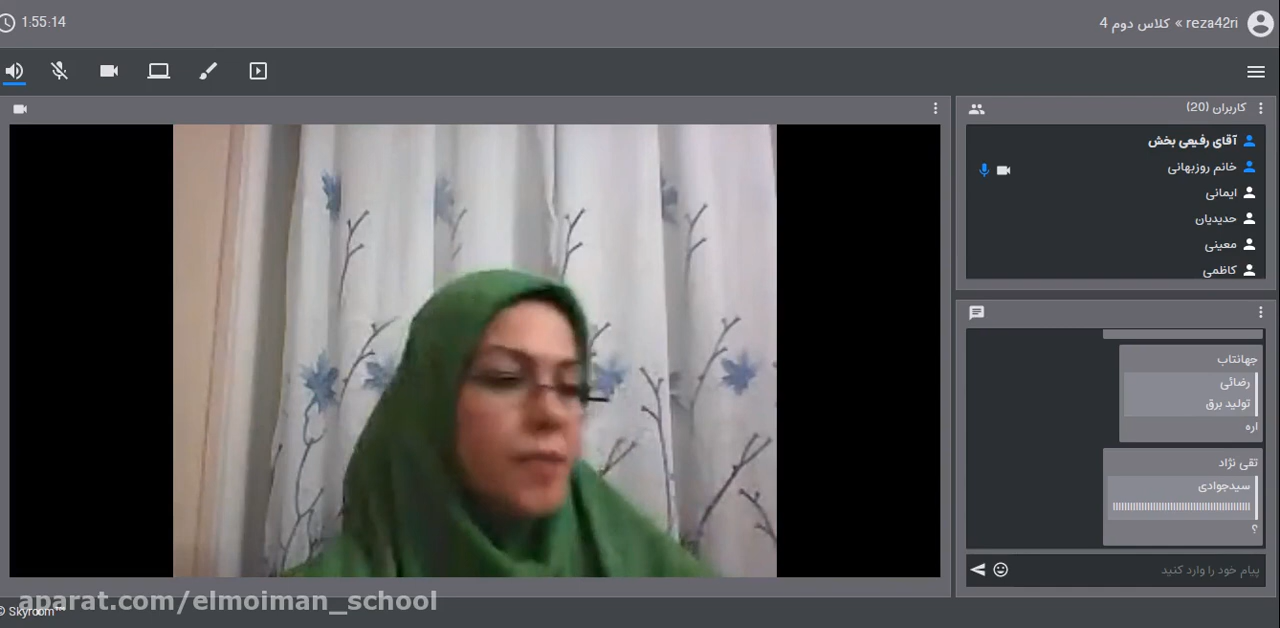 1:55:14
reza42ri » کلاس دوم 4
کاربران (20)
آقای رفیعی بخش
خانم روزبهانی
ایمانی
حدیدیان
معینی
کاظمی
جهانتاب
رضائی
تولید برق
اره
تقی نژاد
سیدجوادی
؟
پیام خود را وارد کنید
aparat.com/elmoiman_school
© Skyroom™